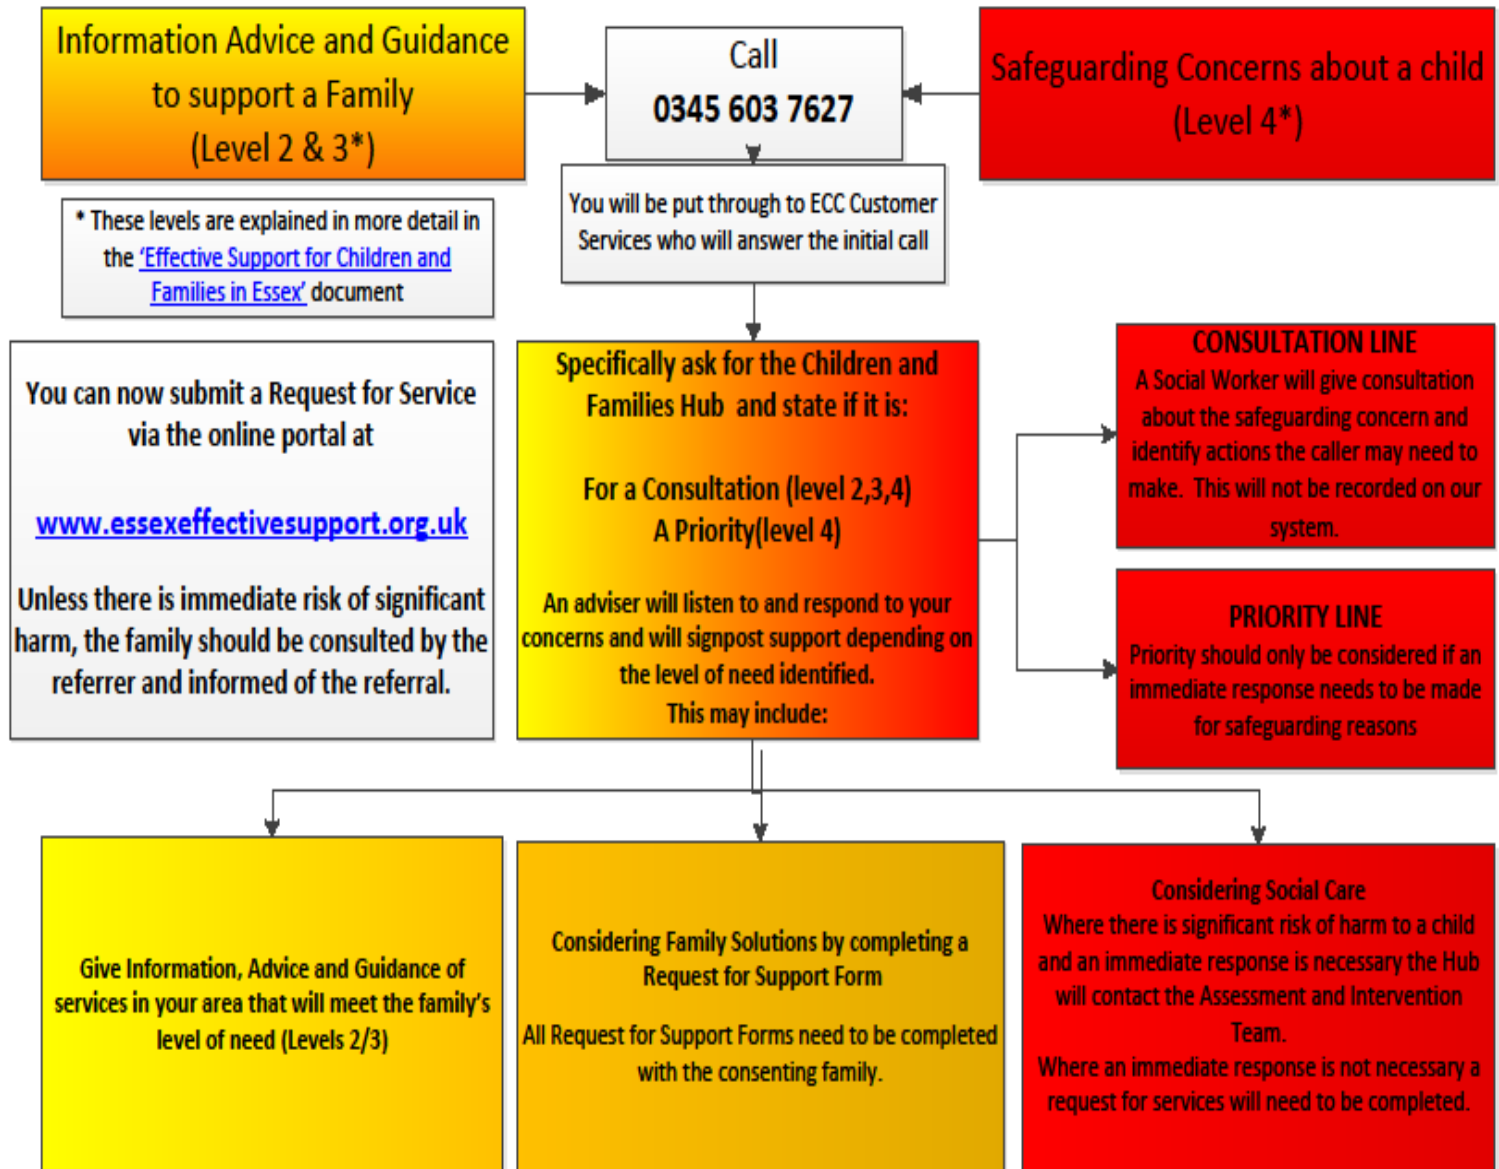 Information Advice and Guidance
to support a Family
(Level 2 & 3*)
Call
0345 603 7627
Safeguarding Concerns about a child
(Level 4*)
* These levels are explained in more detail in
the ‘Effective Support for Children and
Families in Essex’ document
You will be put through to ECC Customer
Services who will answer the initial call
You can now submit a Request for Service
via the online portal at
www.essexeffectivesupport.org.uk
Unless there is immediate risk of significant
harm, the family should be consulted by the
referrer and informed of the referral.
Specifically ask for the Children and
Families Hub and state if it is:
For a Consultation (level 2,3,4)
A Priority(level 4)
An adviser will listen to and respond to your
concerns and will signpost support depending on
the level of need identified.
This may include:
CONSULTATION LINE
A Social Worker will give consultation
about the safeguarding concern and
identify actions the caller may need to
make. This will not be recorded on our
system.
PRIORITY LINE
Priority should only be considered if an
immediate response needs to be made
for safeguarding reasons
Give Information, Advice and Guidance of
services in your area that will meet the family’s
level of need (Levels 2/3)
Considering Family Solutions by completing a
Request for Support Form
All Request for Support Forms need to be completed
with the consenting family.
Considering Social Care
Where there is significant risk of harm to a child
and an immediate response is necessary the Hub
will contact the Assessment and Intervention
Team.
Where an immediate response is not necessary a
request for services will need to be completed.